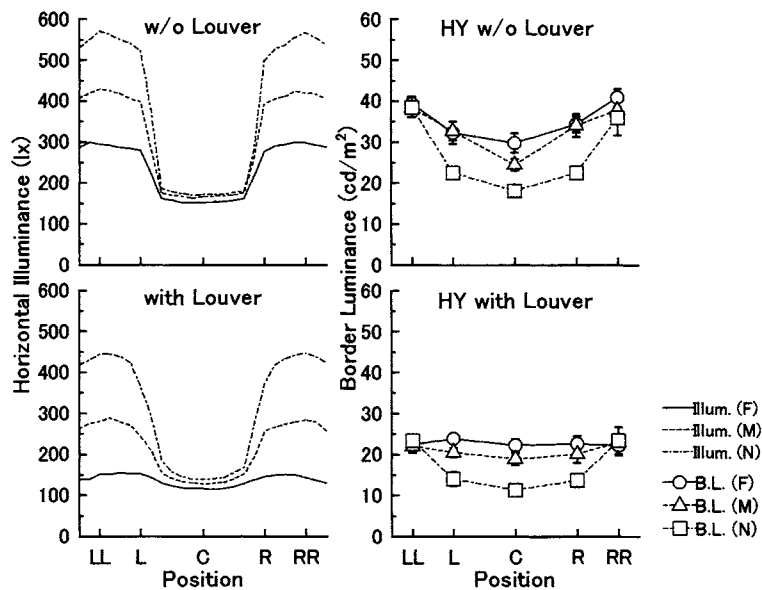 w/o Louver
600
500
400
300
200
100
0
HY w/o Louver
60
50
40
30
20
10
0
Horizontal Illuminance (lx)
Border Luminance (cd/m²)
with Louver
600
500
400
300
200
100
0
LL L C R RR
Position
HY with Louver
60
50
40
30
20
10
0
LL L C R RR
Position
Illum. (F)
Illum. (M)
Illum. (N)
B.L. (F)
B.L. (M)
B.L. (N)